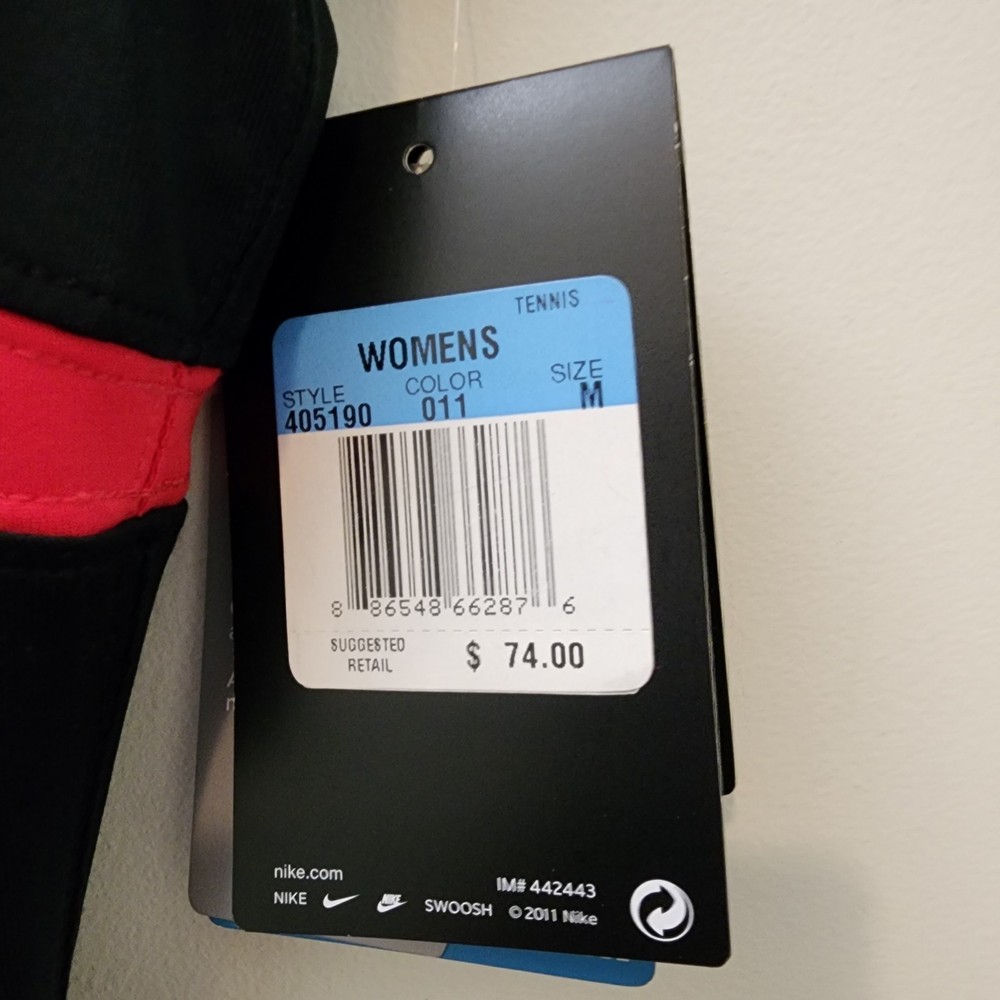 TENNIS
WOMENS
STYLE COLOR SIZE
405190 011 M
8 86548 66287 6
SUGGESTED
RETAIL
$ 74.00
nike.com
IM# 442443
NIKE NIKE SWOOSH © 2011 Nike